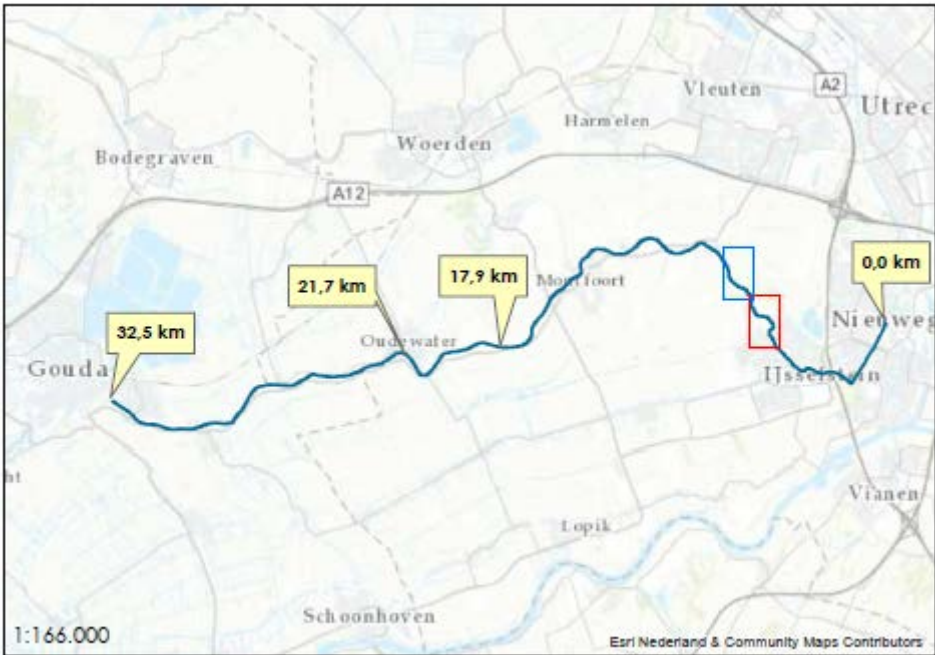 A2
Vleuten
Utrec
Harmelen
Woerden
Bodegraven
A12
0,0 km
17,9 km
21,7 km
Montfoort
32,5 km
Nieuweg
Oudewater
Gouda
IJsselstein
ht
Vianen
Lopik
Schoonhoven
1:166.000
Esri Nederland & Community Maps Contributors